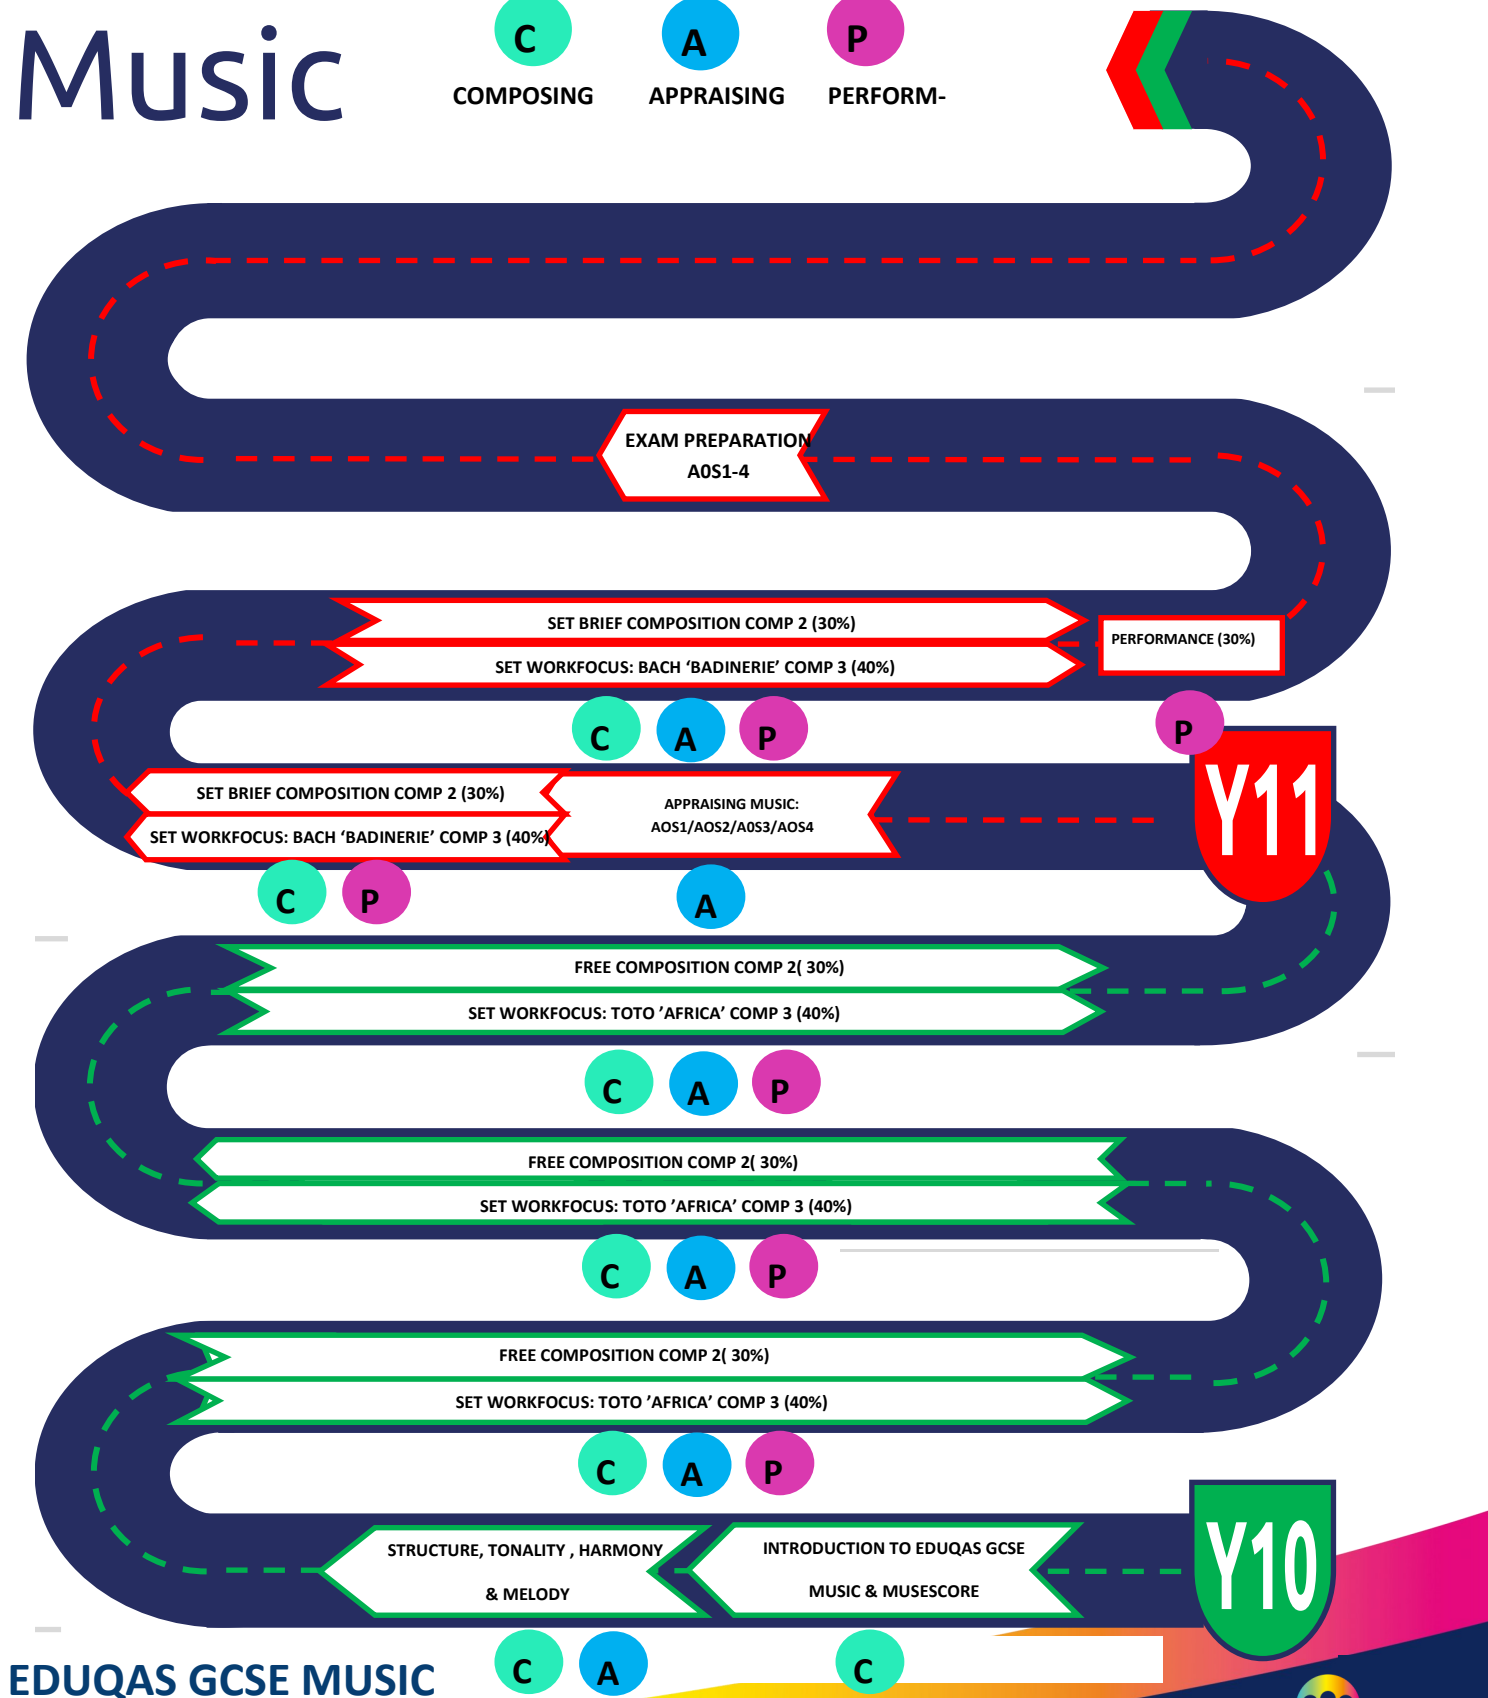 Music
C A P
COMPOSING APPRAISING PERFORM-
EXAM PREPARATION
A0S1-4
SET BRIEF COMPOSITION COMP 2 (30%)
PERFORMANCE (30%)
SET WORKFOCUS: BACH ‘BADINERIE’ COMP 3 (40%)
C A P
P
Y11
SET BRIEF COMPOSITION COMP 2 (30%)
APPRAISING MUSIC:
AOS1/AOS2/A0S3/AOS4
SET WORKFOCUS: BACH ‘BADINERIE’ COMP 3 (40%)
C P
A
FREE COMPOSITION COMP 2( 30%)
SET WORKFOCUS: TOTO ’AFRICA’ COMP 3 (40%)
C A P
FREE COMPOSITION COMP 2( 30%)
SET WORKFOCUS: TOTO ’AFRICA’ COMP 3 (40%)
C A P
FREE COMPOSITION COMP 2( 30%)
SET WORKFOCUS: TOTO ’AFRICA’ COMP 3 (40%)
C A P
Y10
INTRODUCTION TO EDUQAS GCSE
MUSIC & MUSESCORE
STRUCTURE, TONALITY , HARMONY
& MELODY
C A
C
EDUQAS GCSE MUSIC